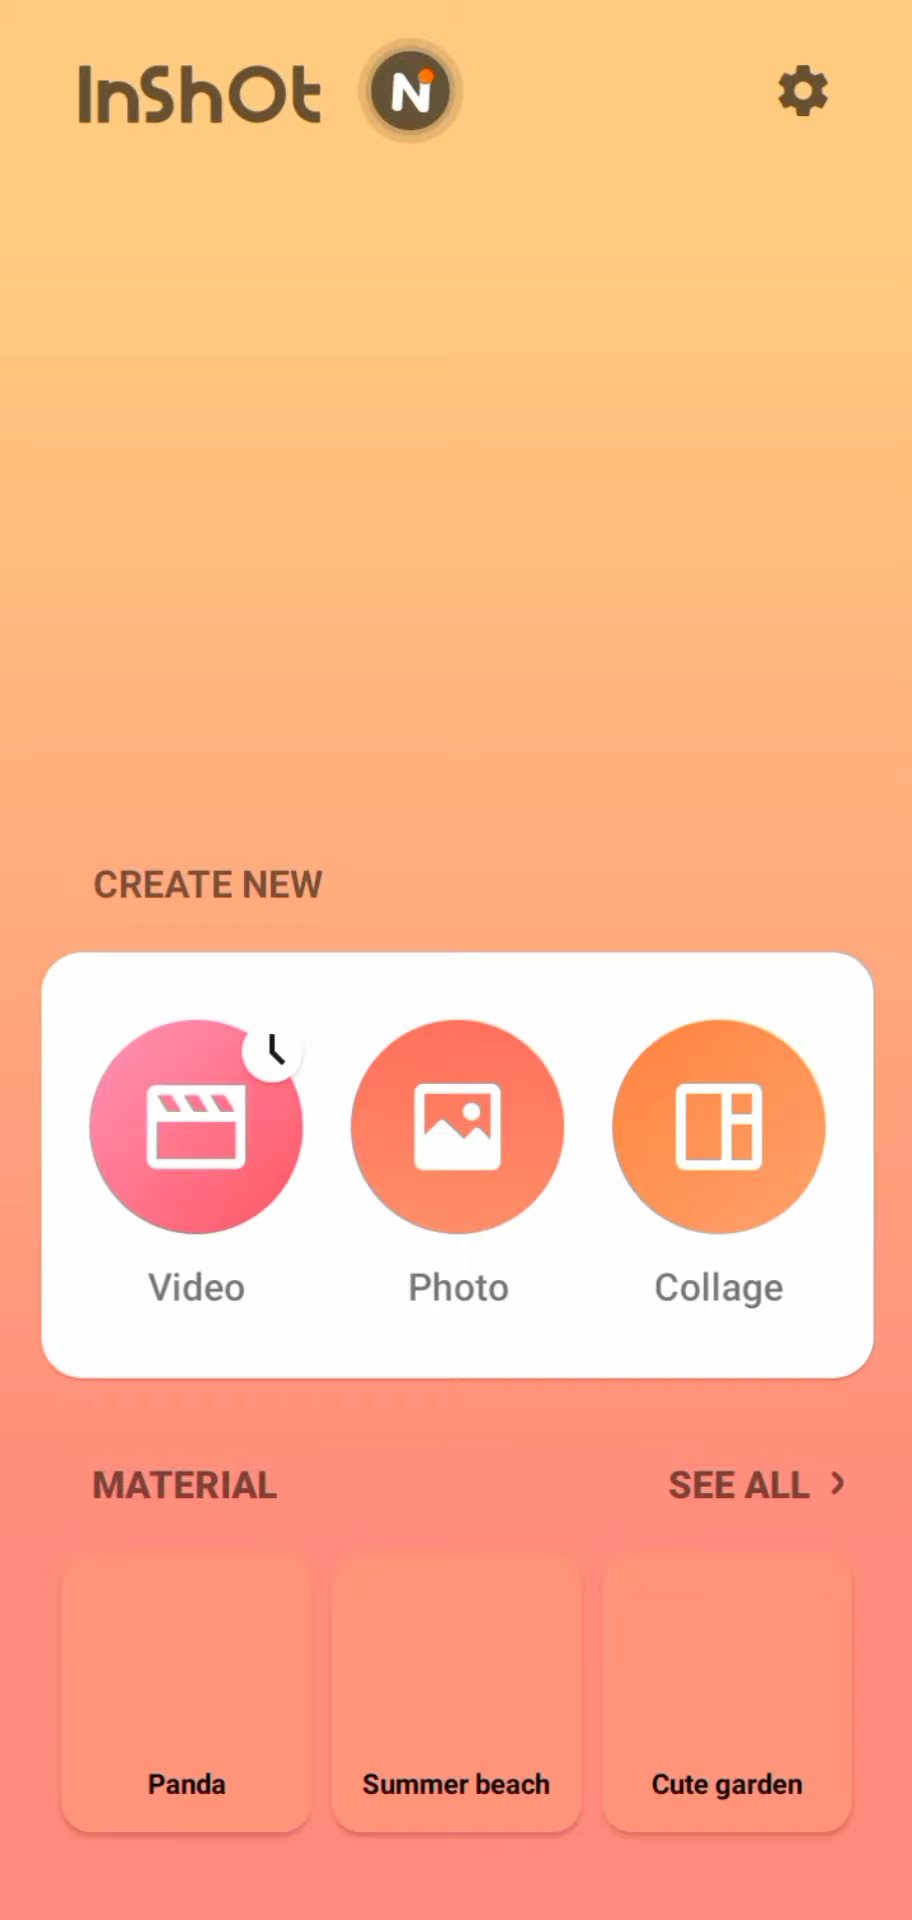 InShOt N
CREATE NEW
Video Photo Collage
MATERIAL SEE ALL
Panda Summer beach Cute garden